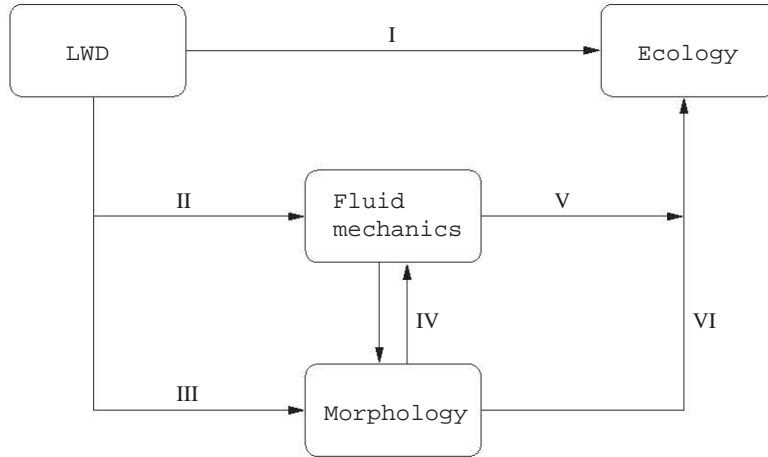 LWD
I
Ecology
II
Fluid
mechanics
V
IV
VI
III
Morphology